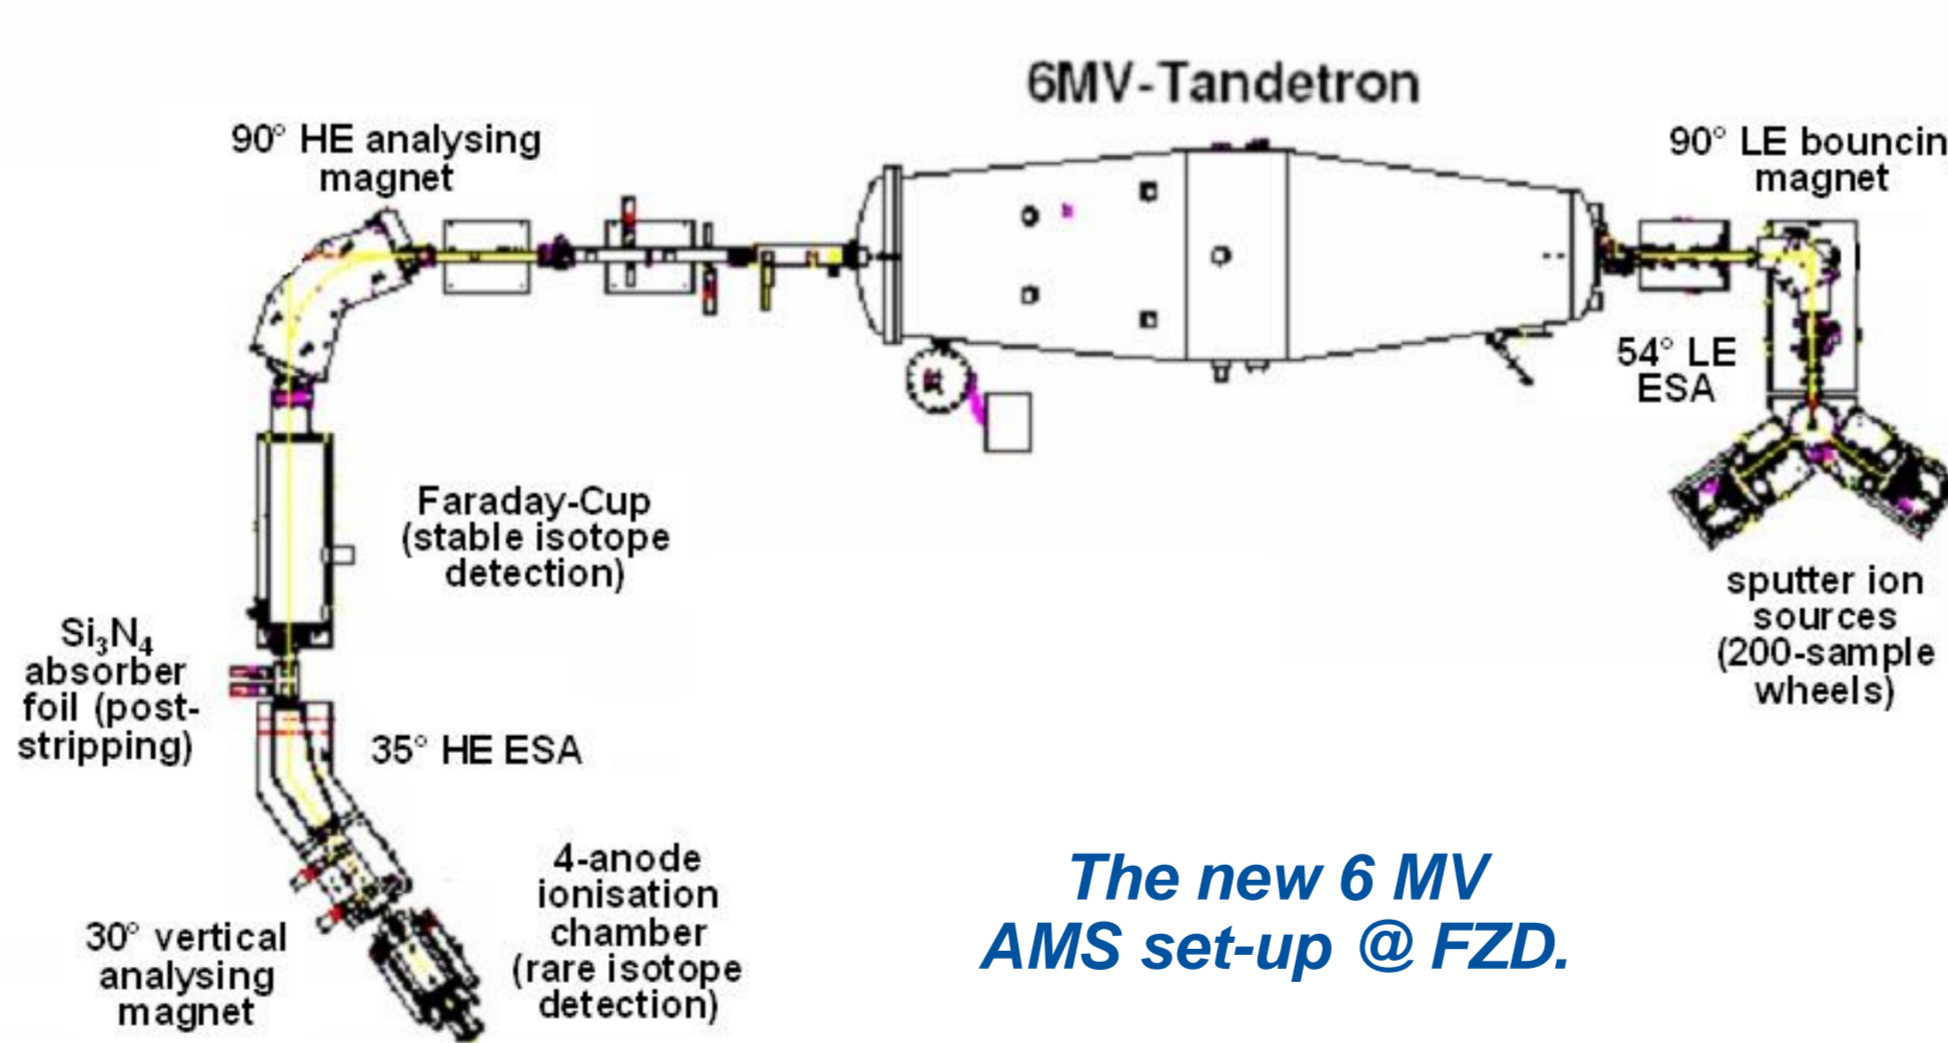 6MV-Tandetron
90° HE analysing
magnet
90° LE bouncin
magnet
54° LE
ESA
Faraday-Cup
(stable isotope
detection)
sputter ion
sources
(200-sample
wheels)
Si₃N₄
absorber
foil (post-
stripping)
35° HE ESA
4-anode
ionisation
chamber
(rare isotope
detection)
30° vertical
analysing
magnet
The new 6 MV
AMS set-up @ FZD.